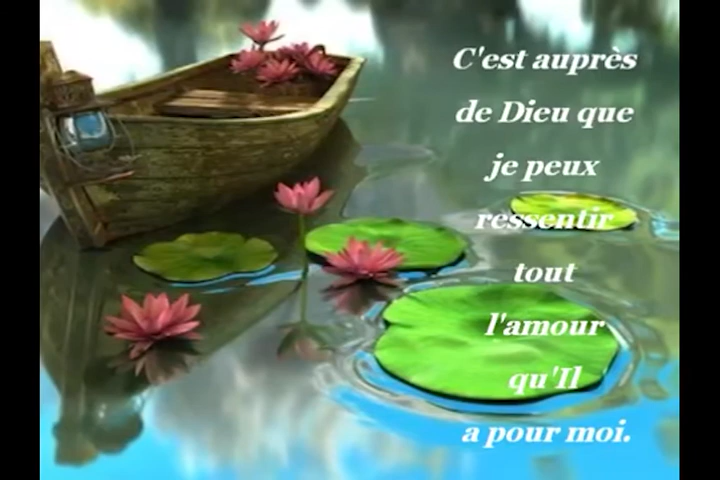 C'est auprès
de Dieu que
je peux
ressentir
tout
l'amour
qu'Il
a pour moi.